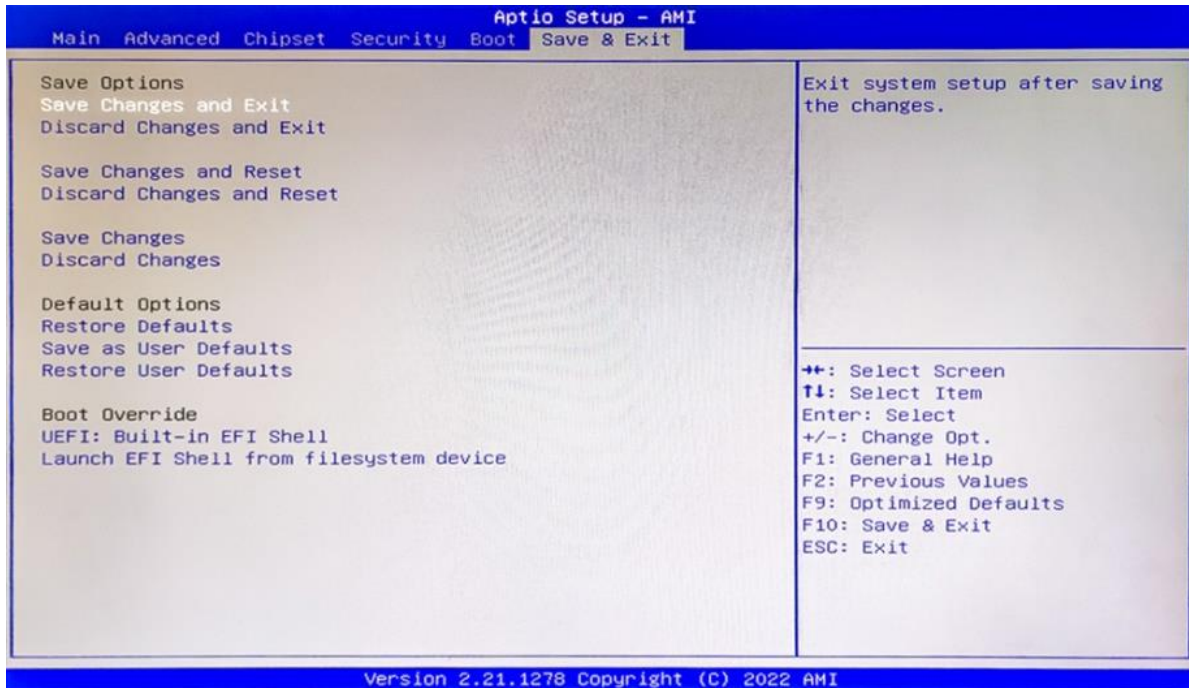 Aptio Setup – AMI
Main Advanced Chipset Security Boot Save & Exit
Save Options
Save Changes and Exit
Discard Changes and Exit
Save Changes and Reset
Discard Changes and Reset
Save Changes
Discard Changes
Default Options
Restore Defaults
Save as User Defaults
Restore User Defaults
Boot Override
UEFI: Built-in EFI Shell
Launch EFI Shell from filesystem device
Exit system setup after saving
the changes.
→←: Select Screen
↑↓: Select Item
Enter: Select
+/-: Change Opt.
F1: General Help
F2: Previous Values
F9: Optimized Defaults
F10: Save & Exit
ESC: Exit
Version 2.21.1278 Copyright (C) 2022 AMI